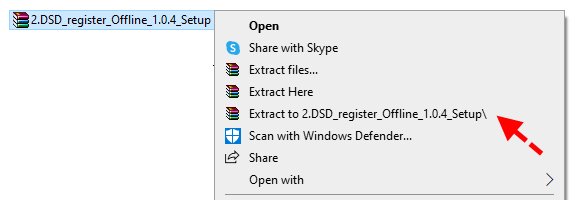 2.DSD_register_Offline_1.0.4_Setup
Open
Share with Skype
Extract files...
Extract Here
Extract to 2.DSD_register_Offline_1.0.4_Setup\
Scan with Windows Defender...
Share
Open with